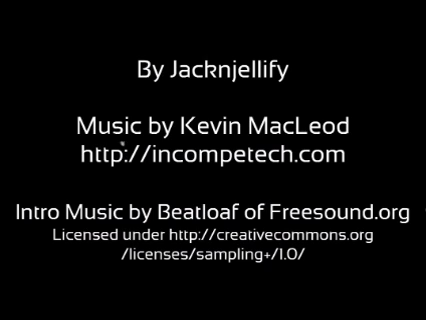 By Jacknjellify
Music by Kevin MacLeod
http://incompetech.com
Intro Music by Beatloaf of Freesound.org
Licensed under http://creativecommons.org
/licenses/sampling+/1.0/